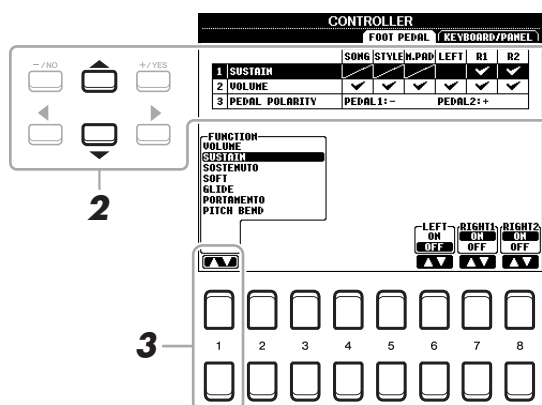 CONTROLLER
FOOT PEDAL KEYBOARD/PANEL
SONG STYLE M.PAD LEFT R1 R2
1 SUSTAIN
2 VOLUME
3 PEDAL POLARITY PEDAL1:- PEDAL2:+
-/NO +/YES
FUNCTION
VOLUME
SUSTAIN
SOSTENUTO
SOFT
GLIDE
PORTAMENTO
PITCH BEND
LEFT RIGHT1 RIGHT2
ON ON ON
OFF OFF OFF
2
3
1 2 3 4 5 6 7 8